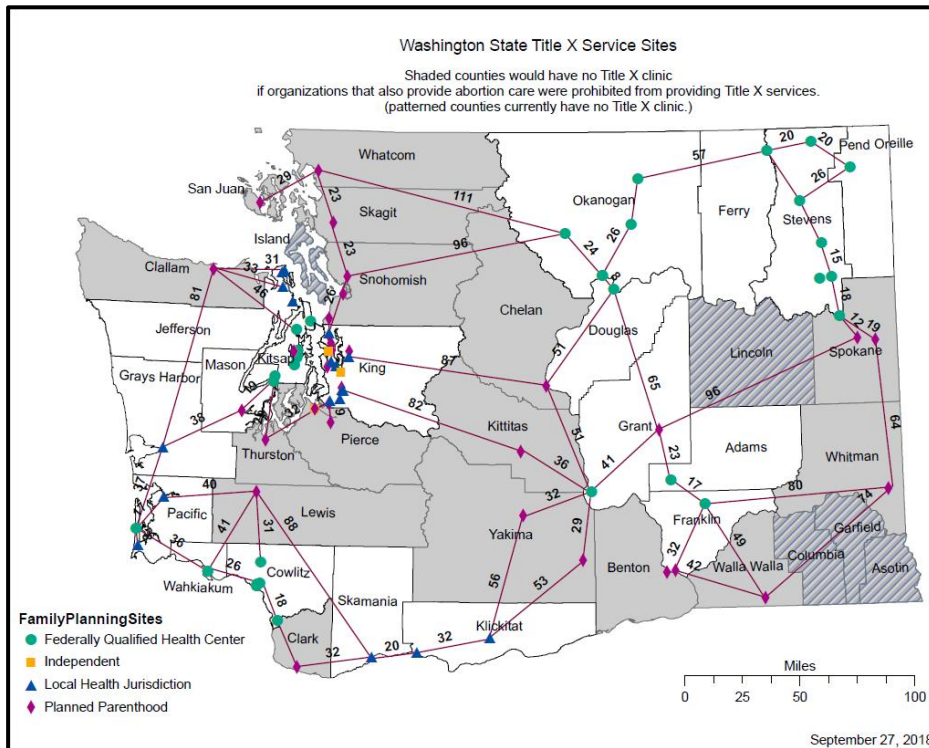 Washington State Title X Service Sites
Shaded counties would have no Title X clinic
if organizations that also provide abortion care were prohibited from providing Title X services.
(patterned counties currently have no Title X clinic.)
Whatcom
San Juan
29
23
Skagit
Island
23
111
96
Okanogan
57
20
20
Pend Oreille
26
Ferry
Stevens
24
26
8
15
18
Clallam
33
31
46
81
Snohomish
26
Chelan
Douglas
51
Jefferson
Mason
Kitsap
Grays Harbor
King
87
82
Lincoln
12
19
Spokane
65
96
38
Thurston
Pierce
9
Kittitas
36
51
41
Grant
23
Adams
17
64
Whitman
37
Pacific
40
Lewis
41
31
88
36
Wahkiakum
26
Cowlitz
18
Skamania
Clark
32
20
32
Klickitat
Yakima
32
29
56
53
Benton
Franklin
32
42
49
Walla Walla
80
74
Columbia
Garfield
Asotin
FamilyPlanningSites
Federally Qualified Health Center
Independent
Local Health Jurisdiction
Planned Parenthood
Miles
0 25 50 100
September 27, 2018